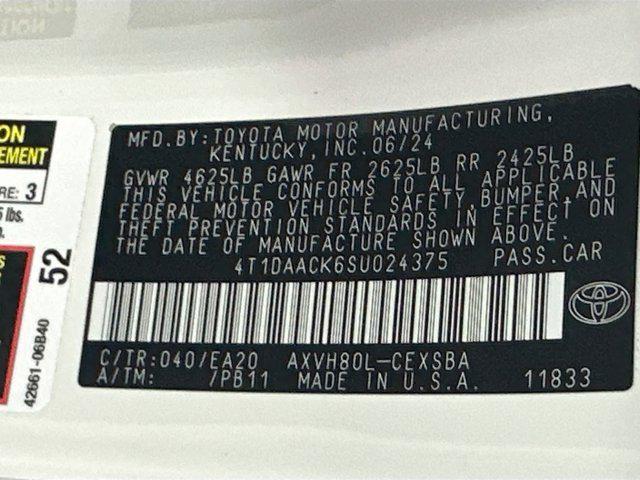 MFD. BY: TOYOTA MOTOR MANUFACTURING,
KENTUCKY, INC. 06/24
GVWR 4625LB GAWR FR 2625LB RR 2425LB
THIS VEHICLE CONFORMS TO ALL APPLICABLE
FEDERAL MOTOR VEHICLE SAFETY, BUMPER, AND
THEFT PREVENTION STANDARDS IN EFFECT ON
THE DATE OF MANUFACTURE SHOWN ABOVE.
4T1DAACK6SU024375 PASS. CAR
C/TR: 040/EA20 AXVH80L-CEXSBA
A/TM: /PB11 MADE IN U.S.A. 11833
ON
EMENT
RE: 3
lbs.
52
42661-06B40